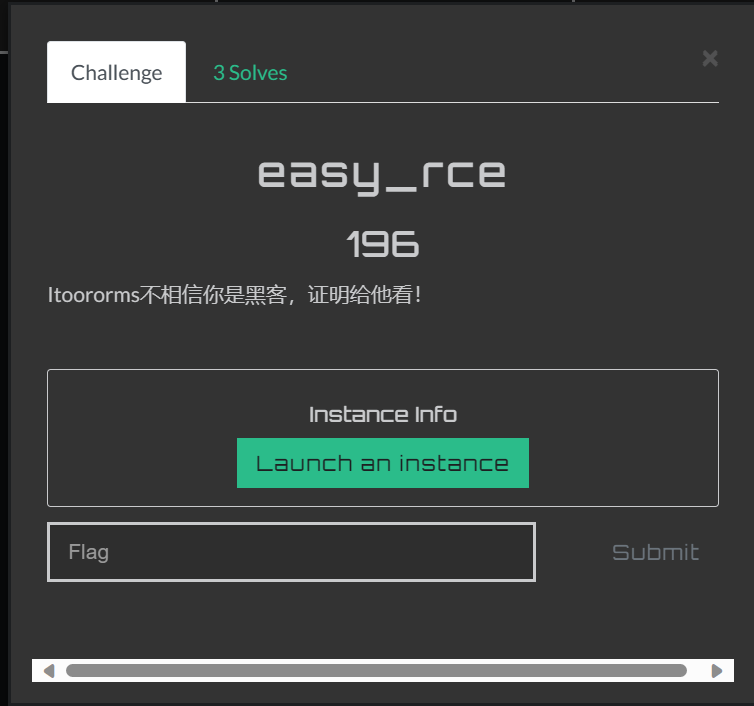 Challenge
3 Solves
×
easy_rce
196
Itoororms不相信你是黑客，证明给他看！
Instance Info
Launch an instance
Flag
Submit